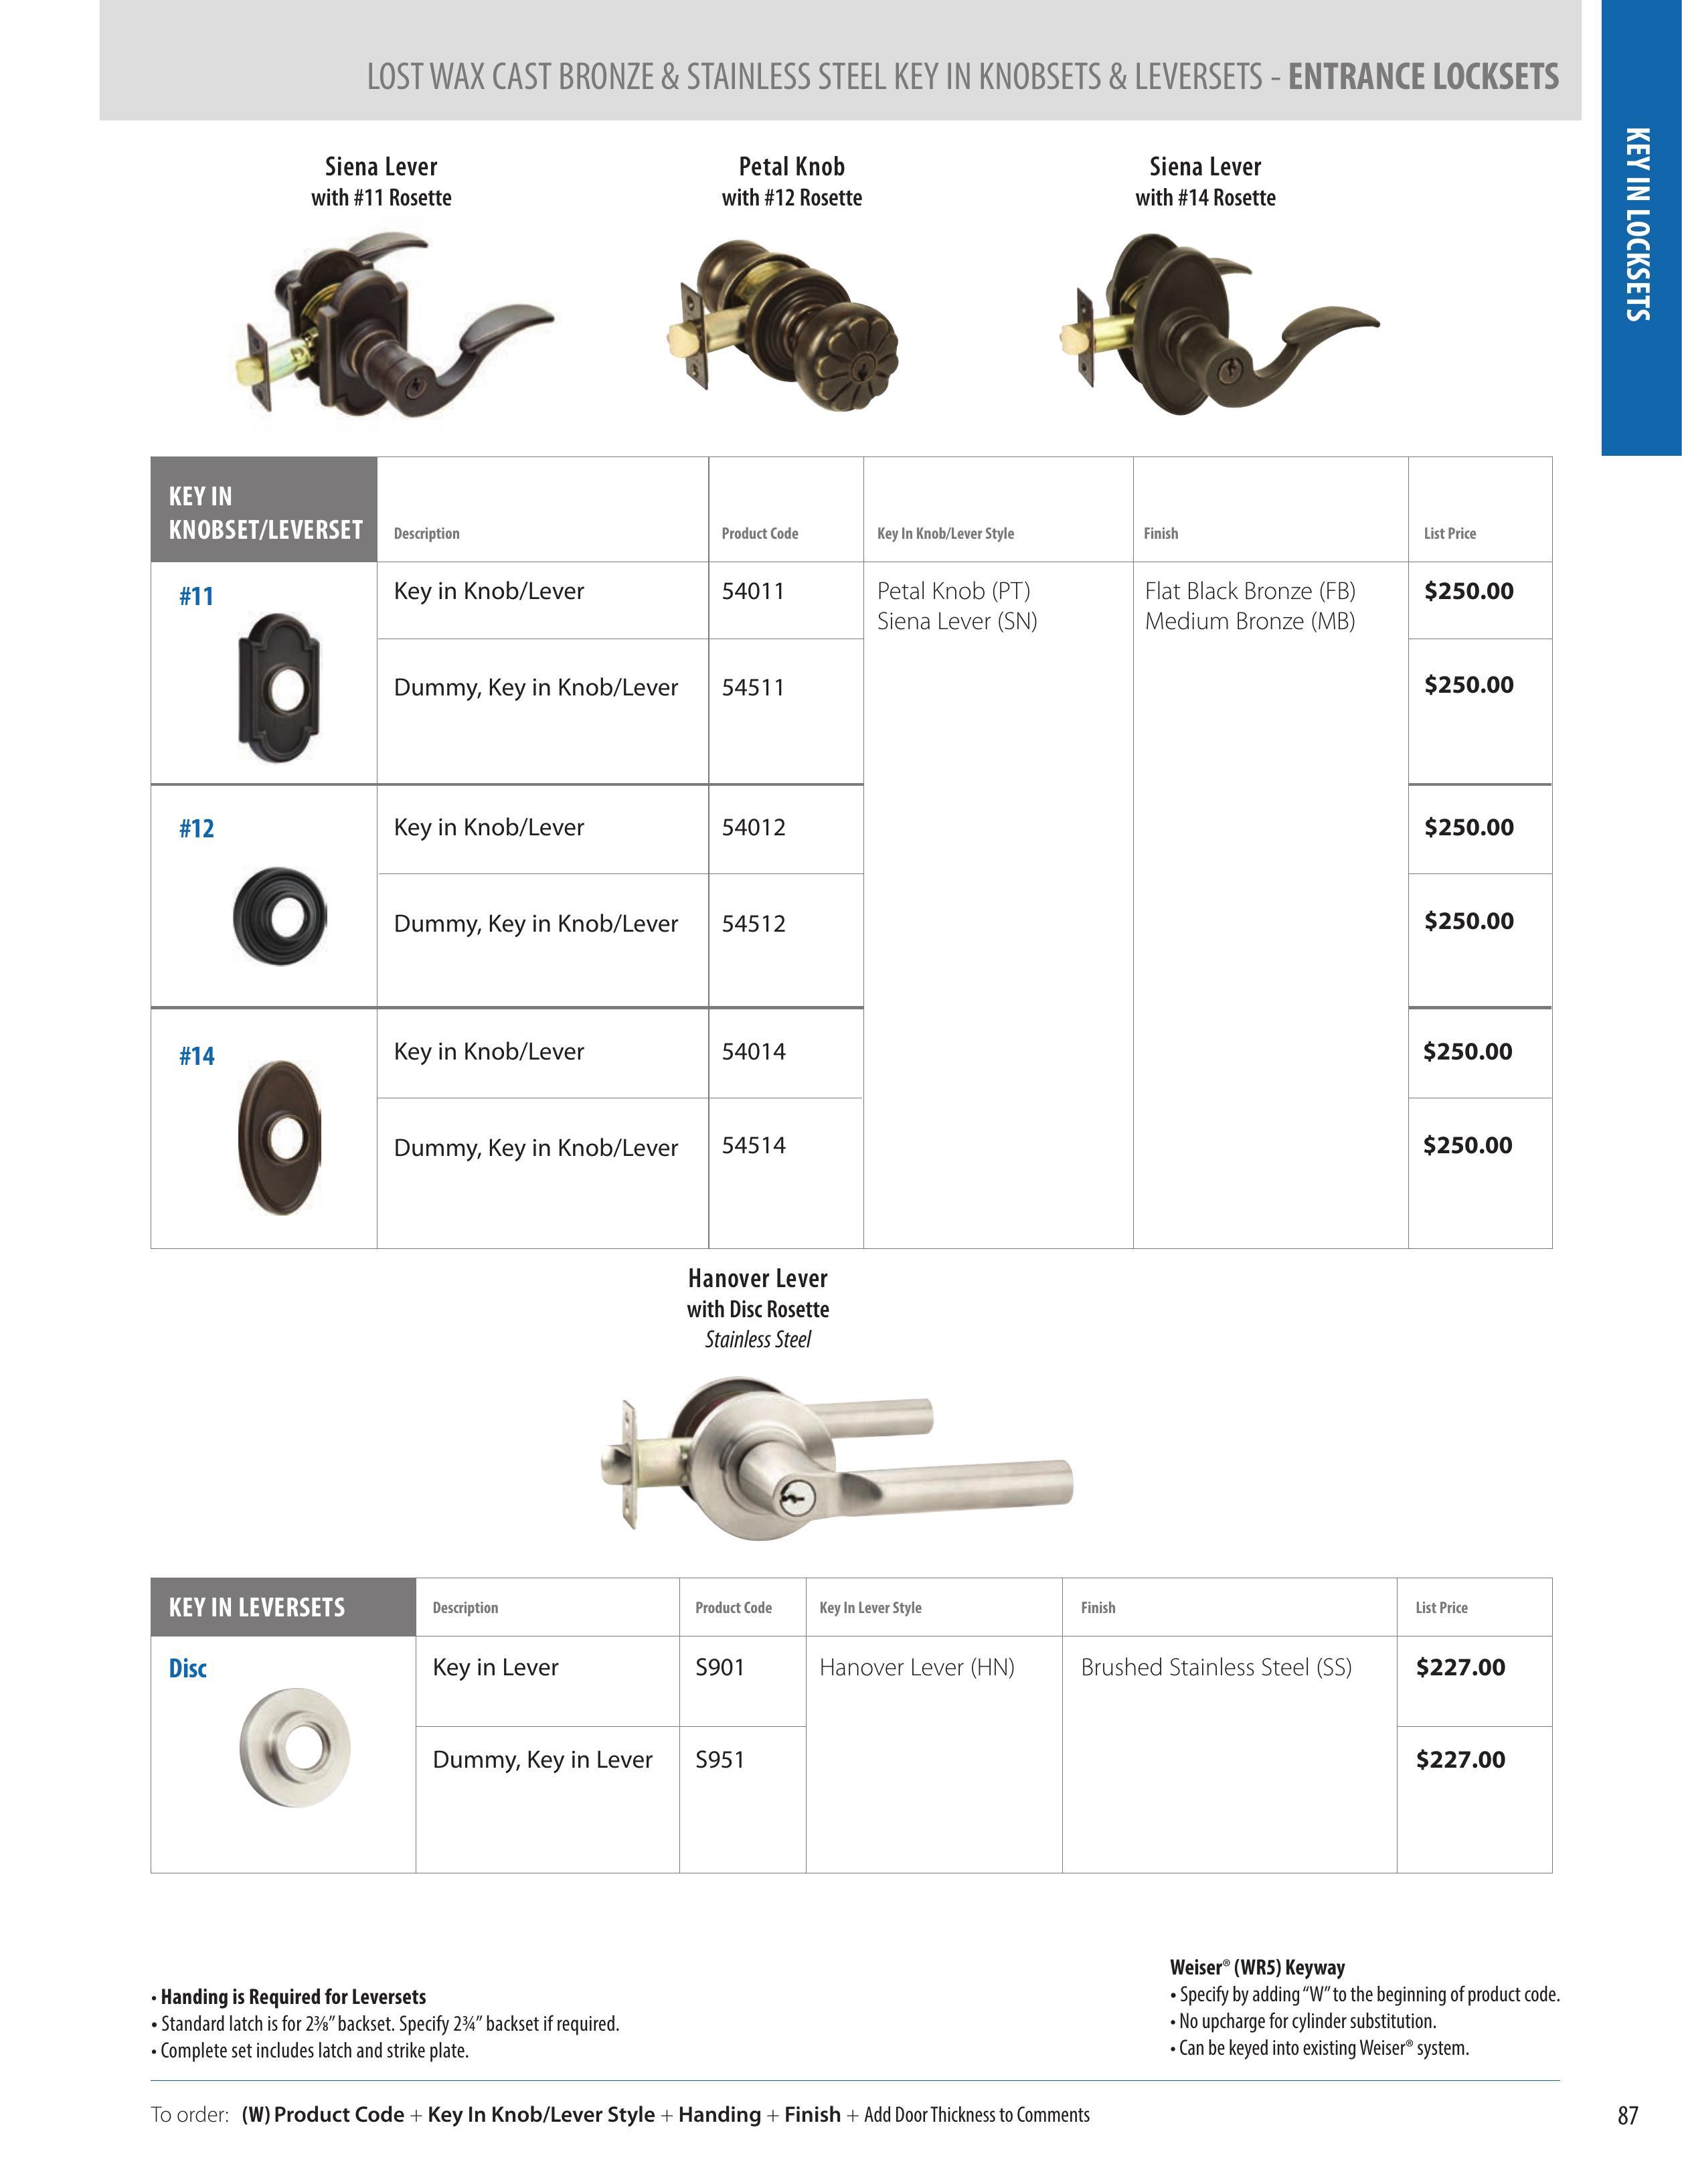 LOST WAX CAST BRONZE & STAINLESS STEEL KEY IN KNOBSETS & LEVERSETS - ENTRANCE LOCKSETS
KEY IN LOCKSETS
Siena Lever
with #11 Rosette
Petal Knob
with #12 Rosette
Siena Lever
with #14 Rosette
KEY IN
KNOBSET/LEVERSET
Description
Product Code
Key In Knob/Lever Style
Finish
List Price
#11
Key in Knob/Lever
54011
Petal Knob (PT)
Siena Lever (SN)
Flat Black Bronze (FB)
Medium Bronze (MB)
$250.00
Dummy, Key in Knob/Lever
54511
$250.00
#12
Key in Knob/Lever
54012
$250.00
Dummy, Key in Knob/Lever
54512
$250.00
#14
Key in Knob/Lever
54014
$250.00
Dummy, Key in Knob/Lever
54514
$250.00
Hanover Lever
with Disc Rosette
Stainless Steel
KEY IN LEVERSETS
Description
Product Code
Key In Lever Style
Finish
List Price
Disc
Key in Lever
S901
Hanover Lever (HN)
Brushed Stainless Steel (SS)
$227.00
Dummy, Key in Lever
S951
$227.00
• Handing is Required for Leversets
• Standard latch is for 2⅜” backset. Specify 2¾” backset if required.
• Complete set includes latch and strike plate.
Weiser® (WR5) Keyway
• Specify by adding “W” to the beginning of product code.
• No upcharge for cylinder substitution.
• Can be keyed into existing Weiser® system.
To order: (W) Product Code + Key In Knob/Lever Style + Handing + Finish + Add Door Thickness to Comments
87